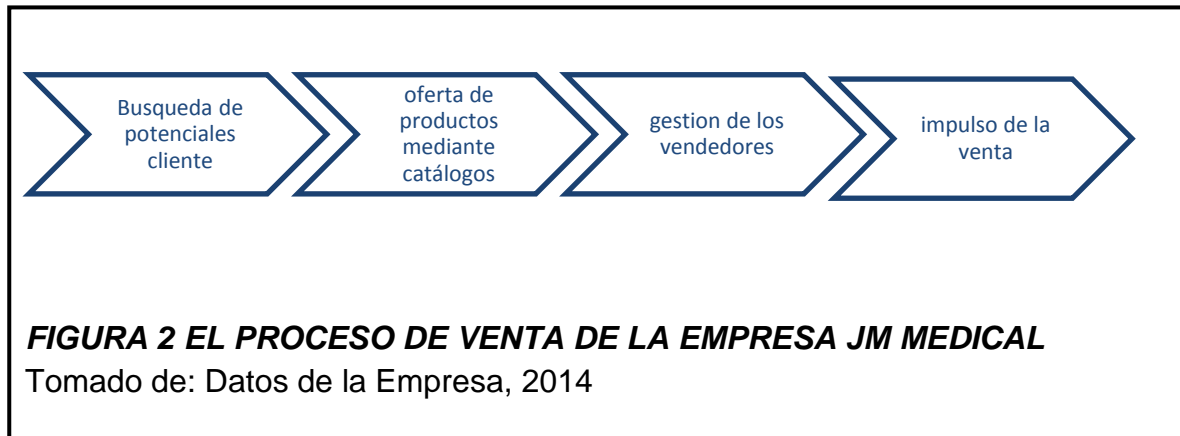 Busqueda de
potenciales
cliente
oferta de
productos
mediante
catálogos
gestion de los
vendedores
impulso de la
venta
FIGURA 2 EL PROCESO DE VENTA DE LA EMPRESA JM MEDICAL
Tomado de: Datos de la Empresa, 2014